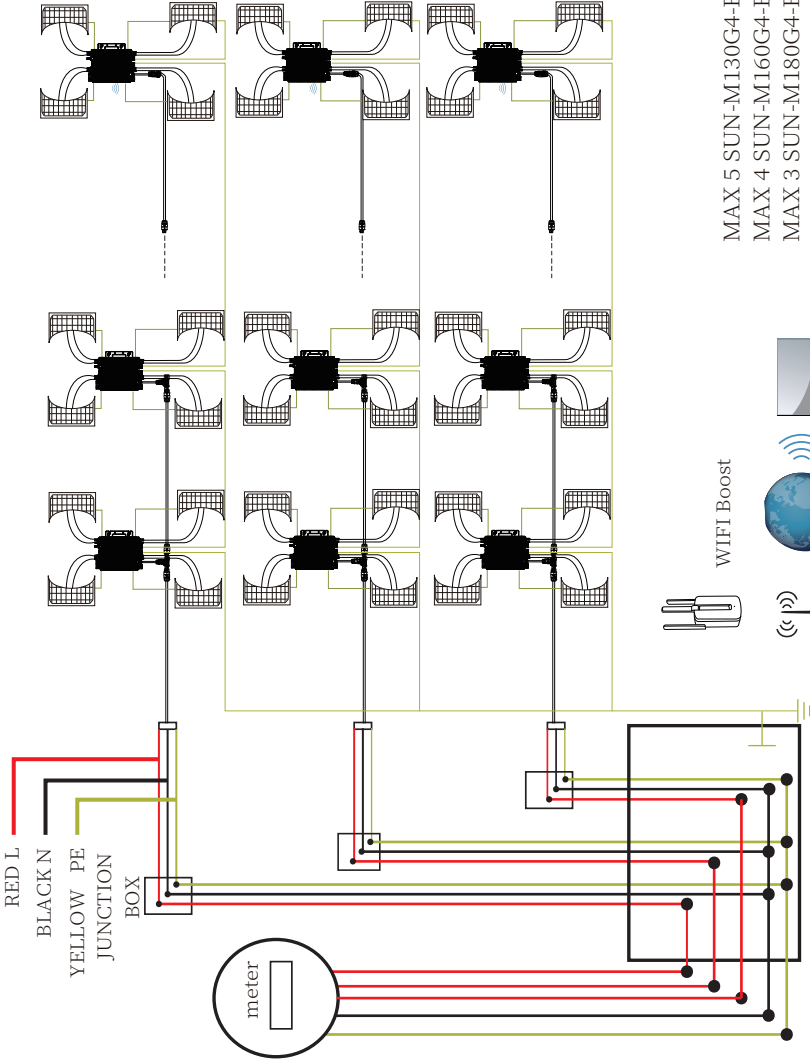 RED L
BLACK N
YELLOW PE
JUNCTION
BOX
meter
WIFI Boost
MAX 5 SUN-M130G4-
MAX 4 SUN-M160G4-
MAX 3 SUN-M180G4-